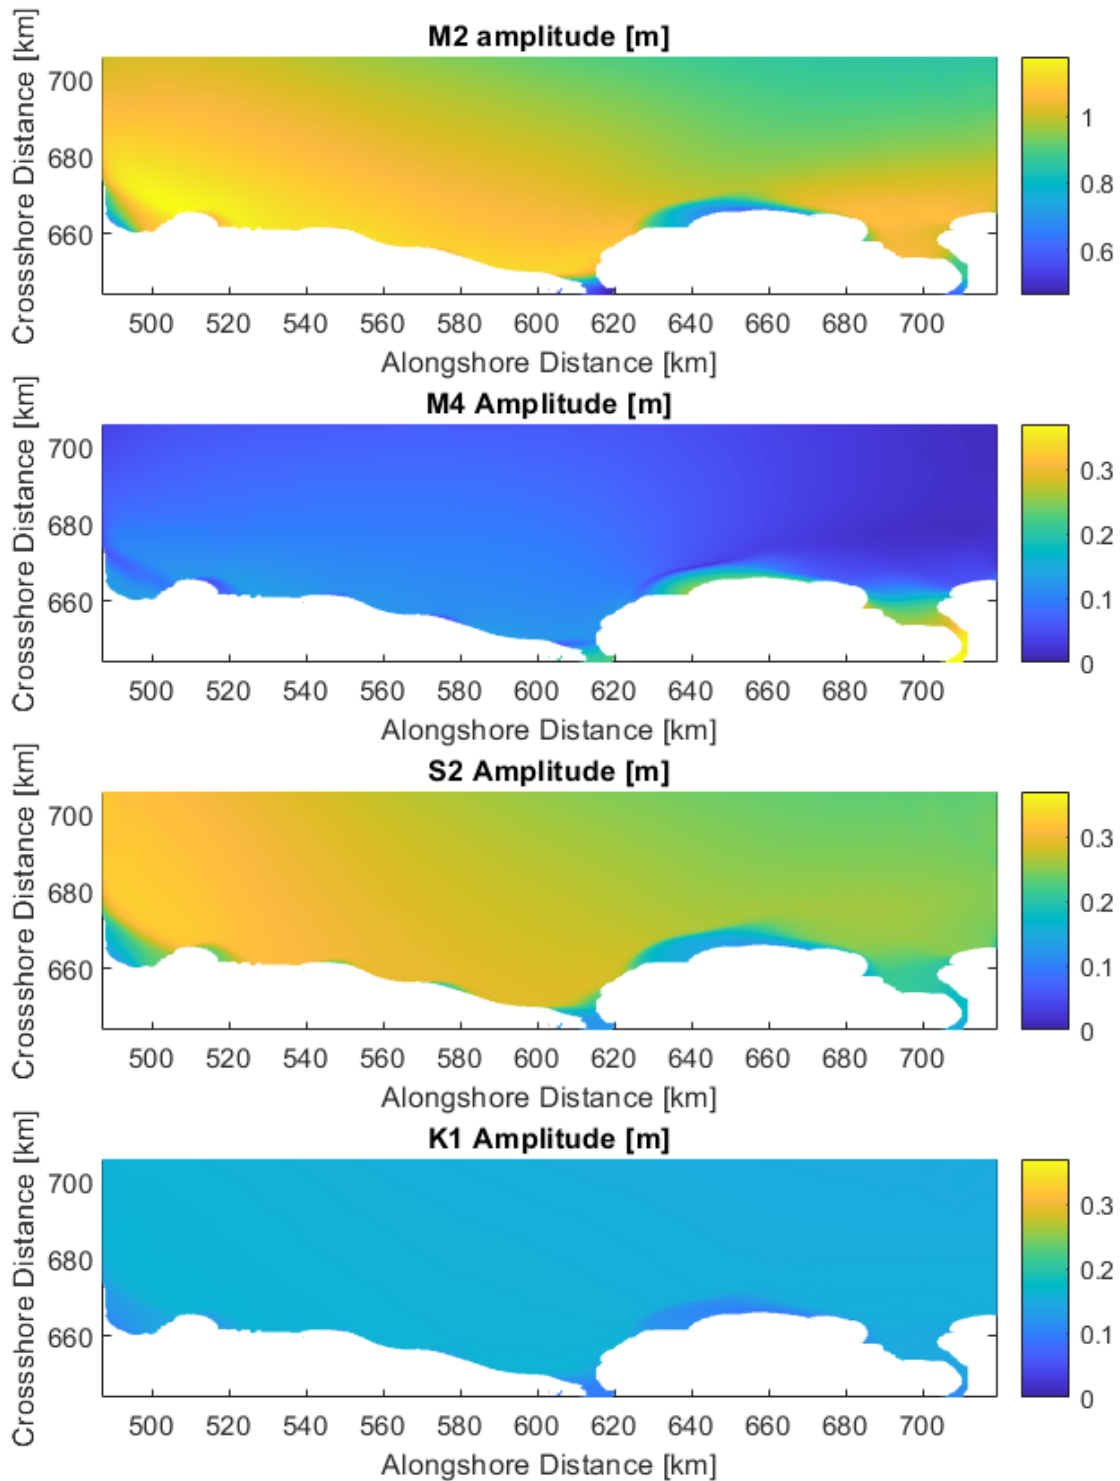 M2 amplitude [m]
Crossshore Distance [km]
700
680
660
500 520 540 560 580 600 620 640 660 680 700
Alongshore Distance [km]
1
0.8
0.6
M4 Amplitude [m]
Crossshore Distance [km]
700
680
660
500 520 540 560 580 600 620 640 660 680 700
Alongshore Distance [km]
0.3
0.2
0.1
0
S2 Amplitude [m]
Crossshore Distance [km]
700
680
660
500 520 540 560 580 600 620 640 660 680 700
Alongshore Distance [km]
0.3
0.2
0.1
0
K1 Amplitude [m]
Crossshore Distance [km]
700
680
660
500 520 540 560 580 600 620 640 660 680 700
Alongshore Distance [km]
0.3
0.2
0.1
0